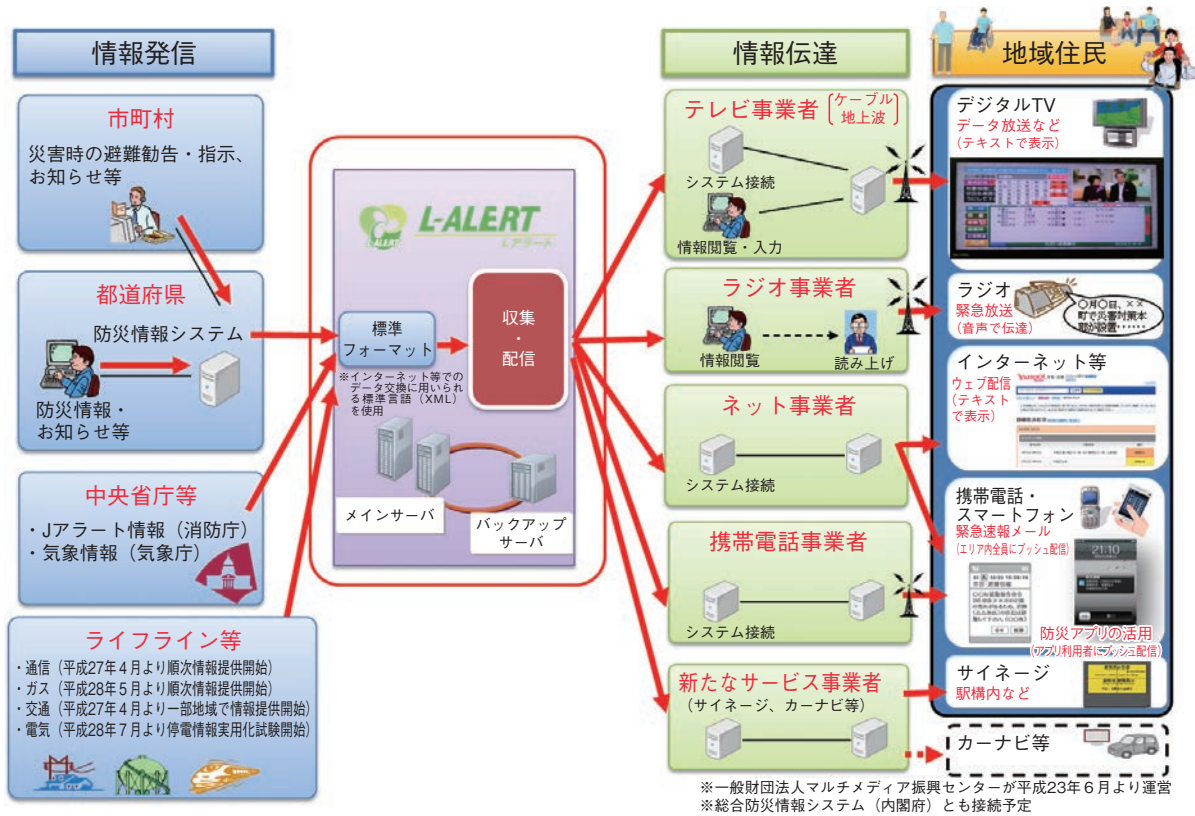 情報発信
市町村
災害時の避難勧告・指示、
お知らせ等
都道府県
防災情報システム
防災情報・
お知らせ等
中央省庁等
・Jアラート情報（消防庁）
・気象情報（気象庁）
ライフライン等
・通信（平成27年４月より順次情報提供開始）
・ガス（平成28年５月より順次情報提供開始）
・交通（平成27年４月より一部地域で情報提供開始）
・電気（平成28年７月より停電情報実用化試験開始）
L-ALERT
L-ALERT
Lアラート
標準
フォーマット
※インターネット等での
データ交換に用いられ
る標準言語（XML）
を使用
収集
・
配信
メインサーバ
バックアップ
サーバ
情報伝達
テレビ事業者
ケーブル
地上波
システム接続
情報閲覧・入力
ラジオ事業者
情報閲覧
読み上げ
ネット事業者
システム接続
携帯電話事業者
システム接続
新たなサービス事業者
（サイネージ、カーナビ等）
地域住民
デジタルTV
データ放送など
（テキストで表示）
ラジオ
緊急放送
（音声で伝達）
〇月〇日、××
町で災害対策本
部が設置……
インターネット等
ウェブ配信
（テキスト
で表示）
携帯電話・
スマートフォン
緊急速報メール
（エリア内全員にプッシュ配信）
21:10
防災アプリの活用
（アプリ利用者にプッシュ配信）
サイネージ
駅構内など
カーナビ等
※一般財団法人マルチメディア振興センターが平成23年６月より運営
※総合防災情報システム（内閣府）とも接続予定